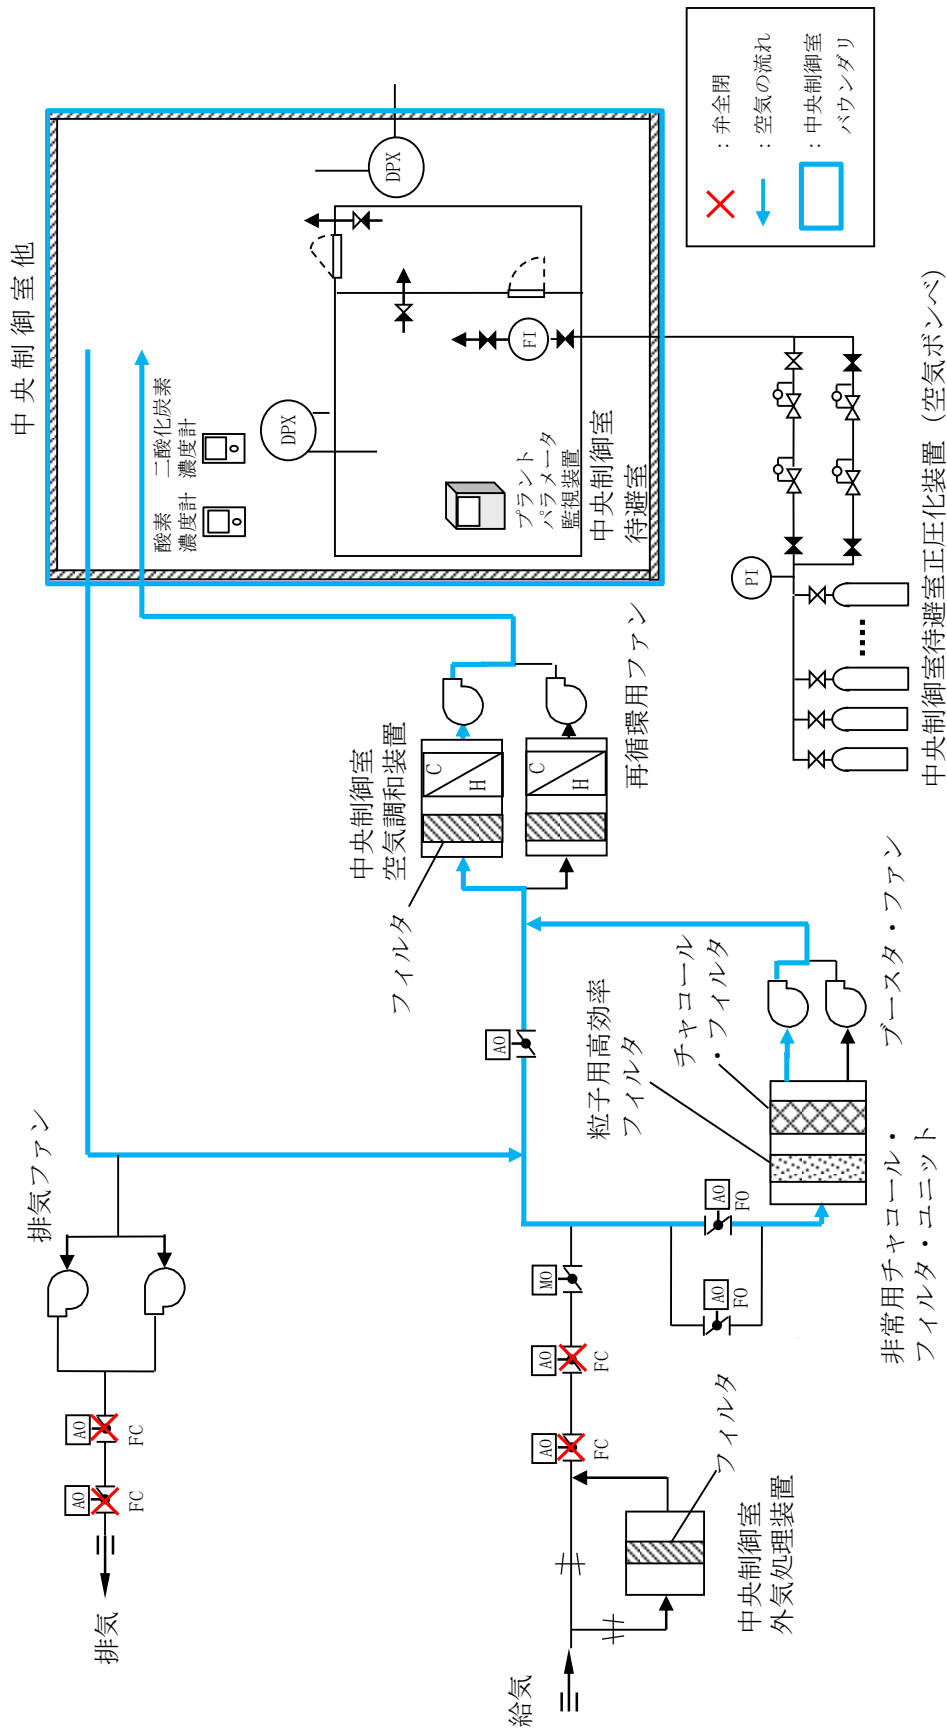 中央制御室他
酸素
濃度計
二酸化炭素
濃度計
DPX
DPX
プラント
パラメータ
監視装置
中央制御室
待避室
FI
PI
：弁全閉
：空気の流れ
：中央制御室
バウンダリ
中央制御室待避室正圧化装置（空気ボンベ）
排気ファン
排気
AO
FC
AO
FC
中央制御室
空気調和装置
フィルタ
C
H
C
H
再循環用ファン
AO
粒子用高効率
フィルタ
チャコール
・フィルタ
ブースタ・ファン
非常用チャコール・
フィルタ・ユニット
AO
FO
AO
FO
MO
AO
FC
AO
FC
給気
フィルタ
中央制御室
外気処理装置